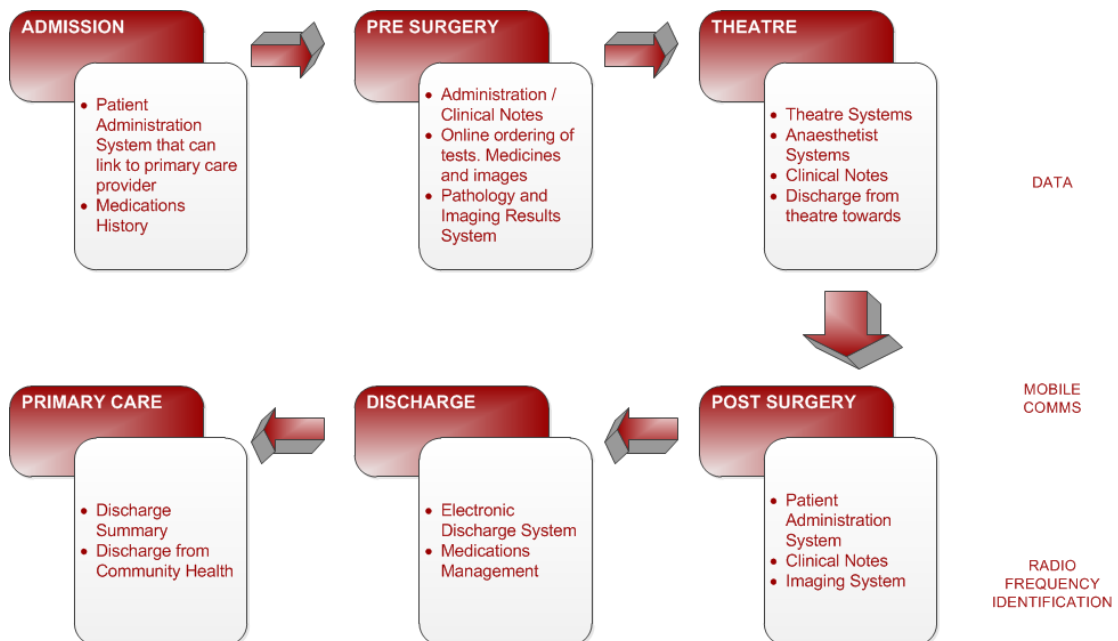 ADMISSION
• Patient
Administration
System that can
link to primary care
provider
• Medications
History
PRE SURGERY
• Administration /
Clinical Notes
• Online ordering of
tests. Medicines
and images
• Pathology and
Imaging Results
System
THEATRE
• Theatre Systems
• Anaesthetist
Systems
• Clinical Notes
• Discharge from
theatre towards
DATA
PRIMARY CARE
• Discharge
Summary
• Discharge from
Community Health
DISCHARGE
• Electronic
Discharge System
• Medications
Management
POST SURGERY
• Patient
Administration
System
• Clinical Notes
• Imaging System
MOBILE
COMMS
RADIO
FREQUENCY
IDENTIFICATION